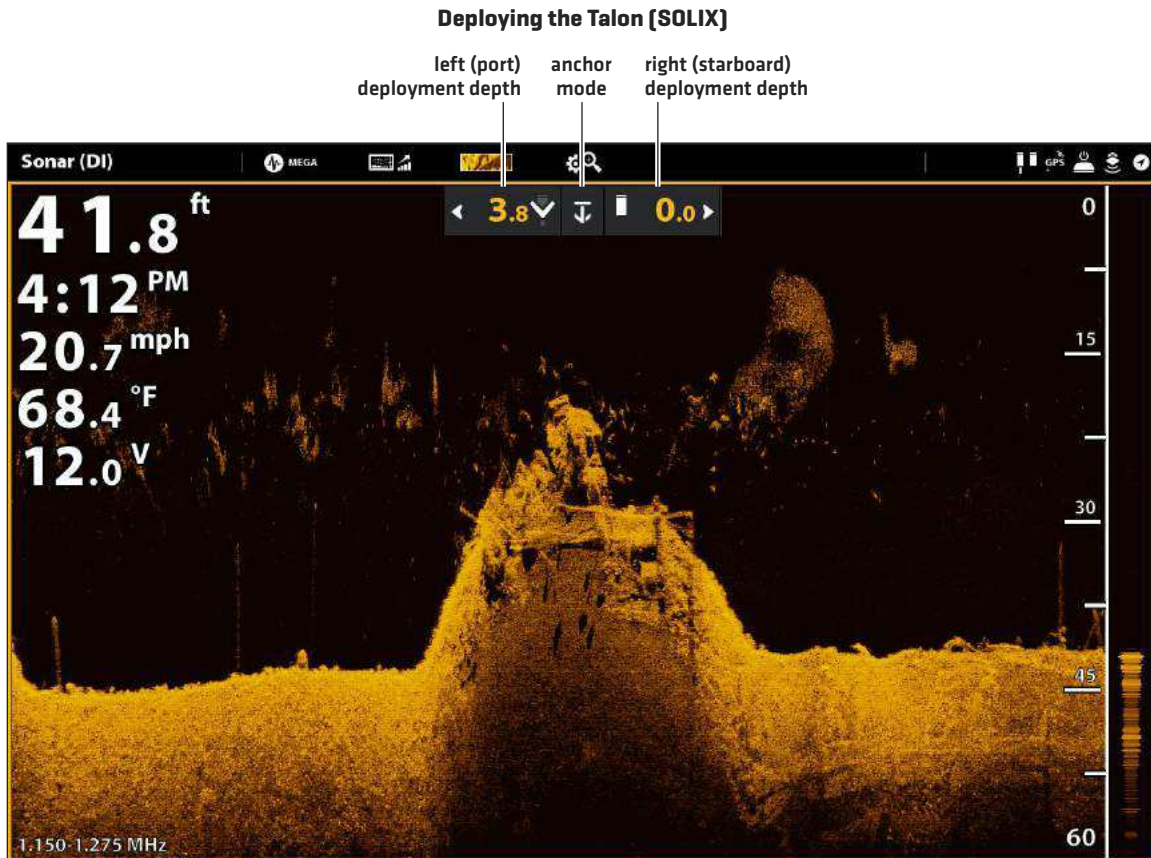 Deploying the Talon (SOLIX)
left (port) anchor right (starboard)
deployment depth mode deployment depth
Sonar (DI) MEGA GPS
3.8 0.0
41.8 ft
4:12 PM
20.7 mph
68.4 °F
12.0 V
0
15
30
45
60
1.150-1.275 MHz